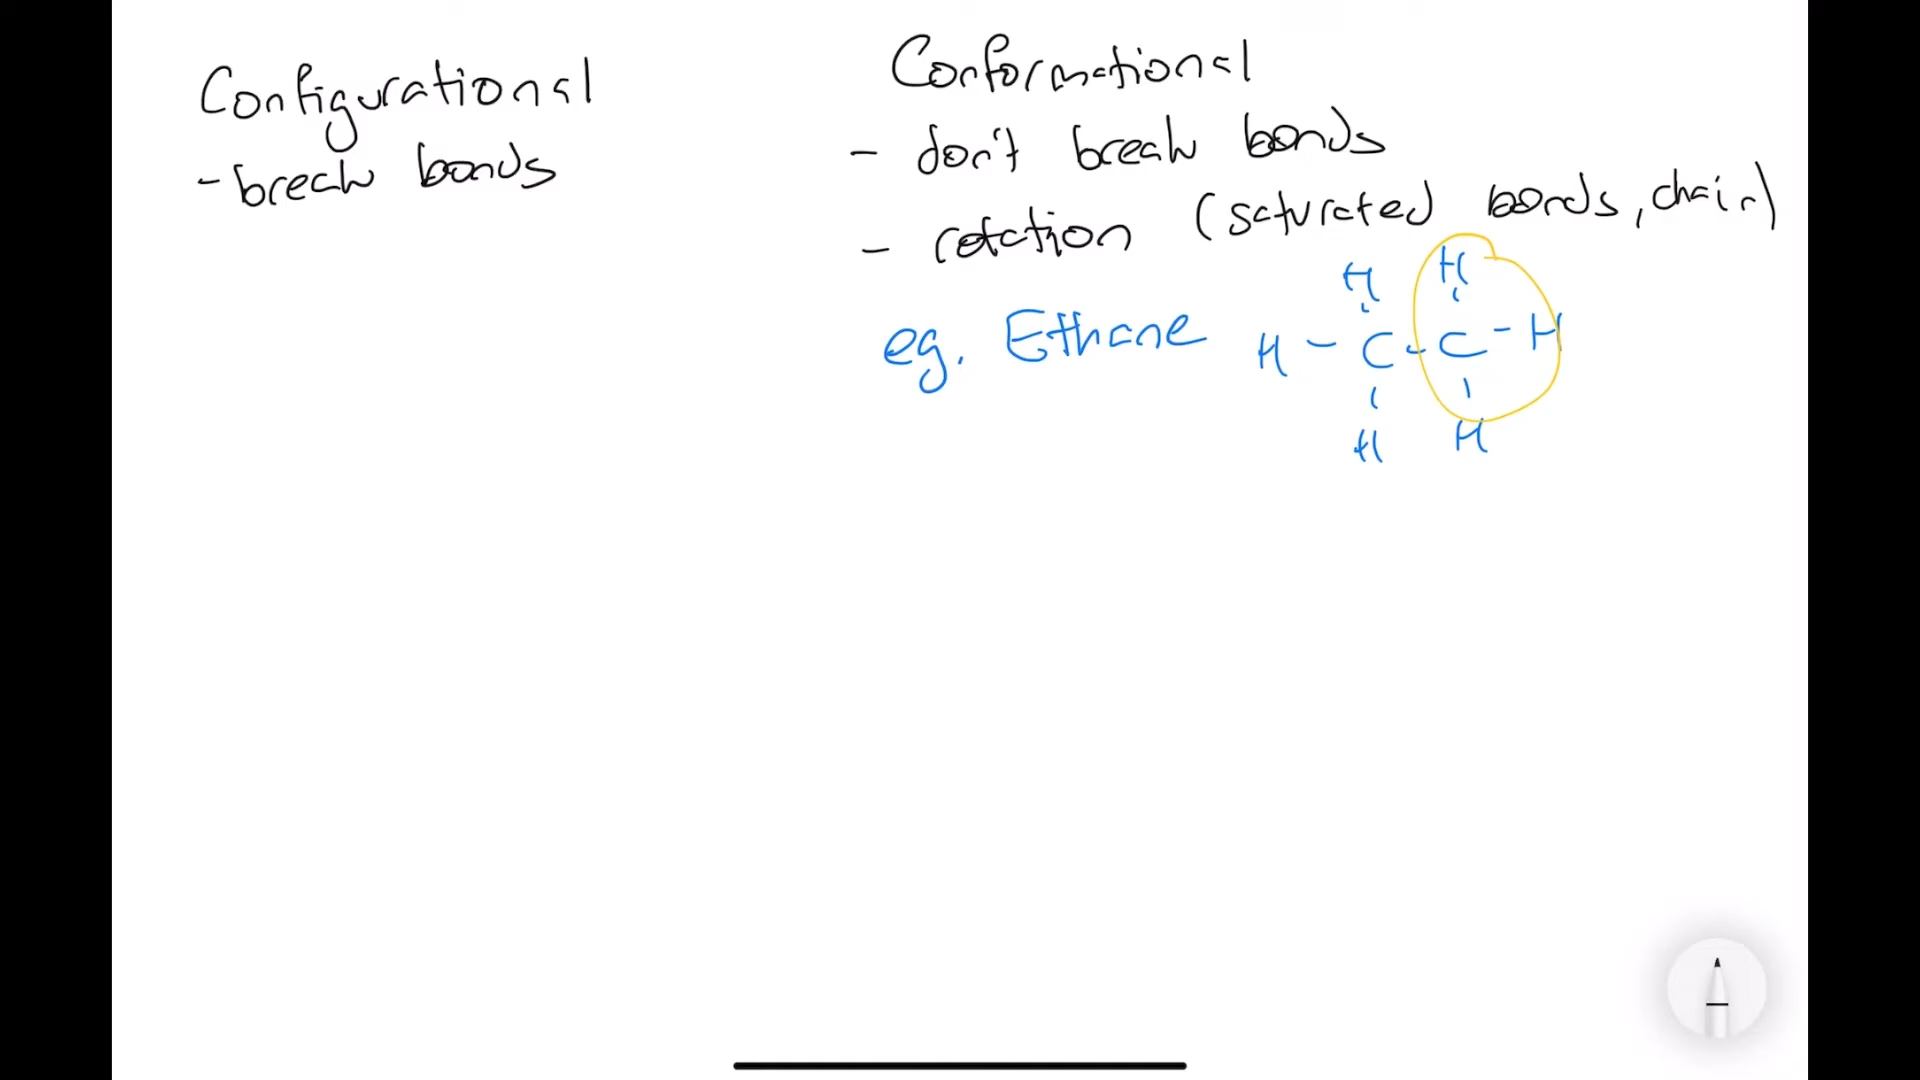 Configurational
- break bonds
Conformational
- don't break bonds
- rotation (saturated bonds, chain)
eg. Ethane
H H
H - C - C - H
H H